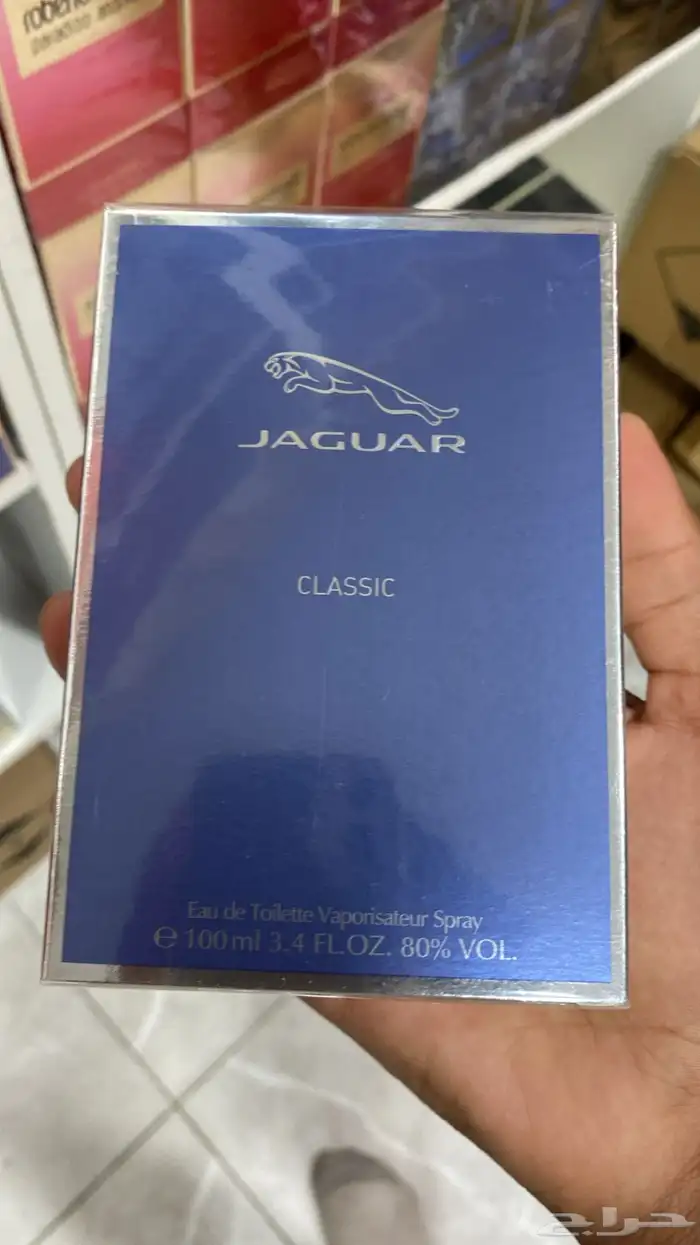 JAGUAR
CLASSIC
Eau de Toilette Vaporisateur Spray
℮ 100 ml 3.4 FL.OZ. 80% VOL.
حراج